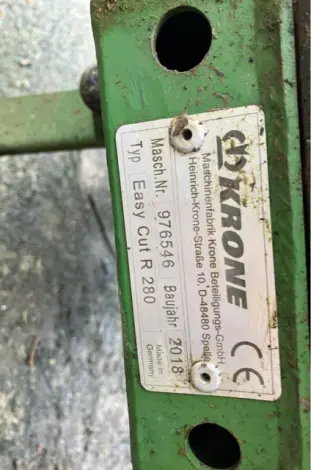 KRONE
Maschinenfabrik Krone Beteiligungs-GmbH
Heinrich-Krone-Straße 10, D-48480 Spelle
CE
Masch.Nr. 976546 Baujahr 2018
Typ Easy Cut R 280 Made in
Germany